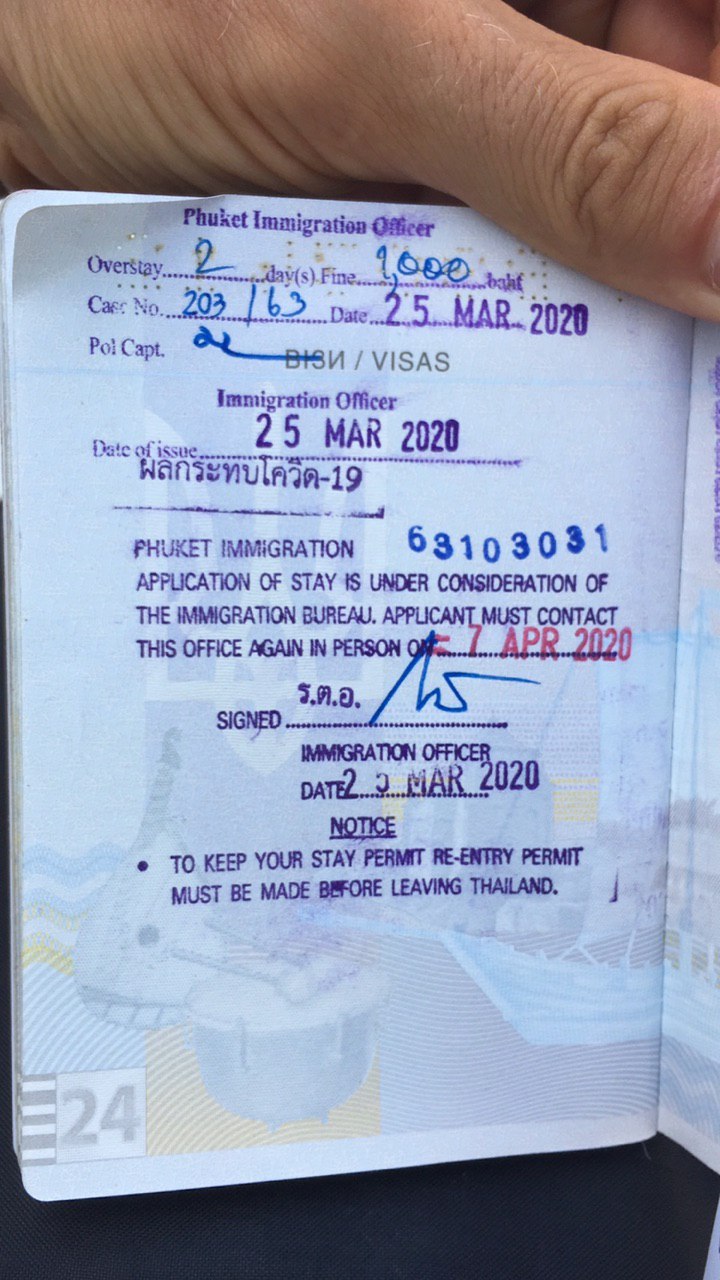 Phuket Immigration Officer
Overstay 2 day(s) Fine 1,000 baht
Case No. 203/63 Date 25 MAR 2020
Pol Capt.
ВІЗИ / VISAS
Immigration Officer
Date of issue 25 MAR 2020
ผลกระทบโควิด-19
PHUKET IMMIGRATION 63103031
APPLICATION OF STAY IS UNDER CONSIDERATION OF
THE IMMIGRATION BUREAU. APPLICANT MUST CONTACT
THIS OFFICE AGAIN IN PERSON ON = 7 APR 2020
ร.ต.อ.
SIGNED
IMMIGRATION OFFICER
DATE 25 MAR 2020
NOTICE
• TO KEEP YOUR STAY PERMIT RE-ENTRY PERMIT
MUST BE MADE BEFORE LEAVING THAILAND.
24